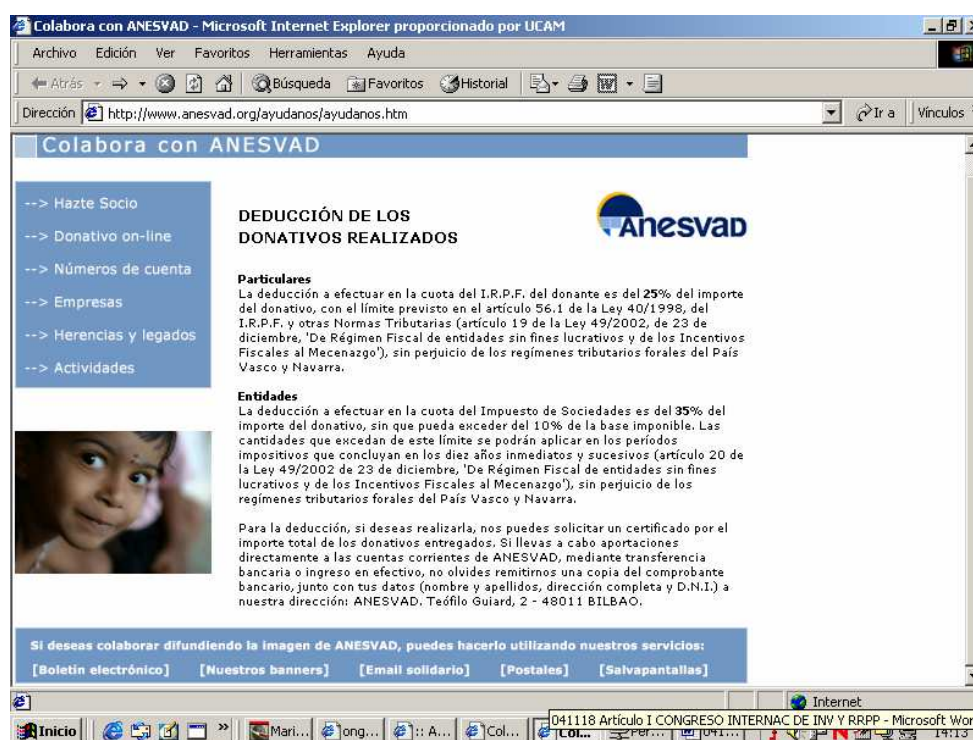 Colabora con ANESVAD - Microsoft Internet Explorer proporcionado por UCAM
Archivo Edición Ver Favoritos Herramientas Ayuda
Atrás Búsqueda Favoritos Historial
Dirección http://www.anesvad.org/ayudanos/ayudanos.htm Ir a Vínculos
Colabora con ANESVAD
--> Hazte Socio
--> Donativo on-line
--> Números de cuenta
--> Empresas
--> Herencias y legados
--> Actividades
DEDUCCIÓN DE LOS
DONATIVOS REALIZADOS
Anesvad
Particulares
La deducción a efectuar en la cuota del I.R.P.F. del donante es del 25% del importe
del donativo, con el límite previsto en el artículo 56.1 de la Ley 40/1998, del
I.R.P.F. y otras Normas Tributarias (artículo 19 de la Ley 49/2002, de 23 de
diciembre, 'De Régimen Fiscal de entidades sin fines lucrativos y de los Incentivos
Fiscales al Mecenazgo'), sin perjuicio de los regímenes tributarios forales del País
Vasco y Navarra.
Entidades
La deducción a efectuar en la cuota del Impuesto de Sociedades es del 35% del
importe del donativo, sin que pueda exceder del 10% de la base imponible. Las
cantidades que excedan de este límite se podrán aplicar en los períodos
impositivos que concluyan en los diez años inmediatos y sucesivos (artículo 20 de
la Ley 49/2002 de 23 de diciembre, 'De Régimen Fiscal de entidades sin fines
lucrativos y de los Incentivos Fiscales al Mecenazgo'), sin perjuicio de los
regímenes tributarios forales del País Vasco y Navarra.
Para la deducción, si deseas realizarla, nos puedes solicitar un certificado por el
importe total de los donativos entregados. Si llevas a cabo aportaciones
directamente a las cuentas corrientes de ANESVAD, mediante transferencia
bancaria o ingreso en efectivo, no olvides remitirnos una copia del comprobante
bancario, junto con tus datos (nombre y apellidos, dirección completa y D.N.I.) a
nuestra dirección: ANESVAD. Teófilo Guiard, 2 - 48011 BILBAO.
Si deseas colaborar difundiendo la imagen de ANESVAD, puedes hacerlo utilizando nuestros servicios:
[Boletín electrónico] [Nuestros banners] [Email solidario] [Postales] [Salvapantallas]
Internet
041118 Artículo I CONGRESO INTERNAC DE INV Y RRPP - Microsoft Wor
Inicio » Mari... ong... :: A... Col... Col... Per... 041... 14:13